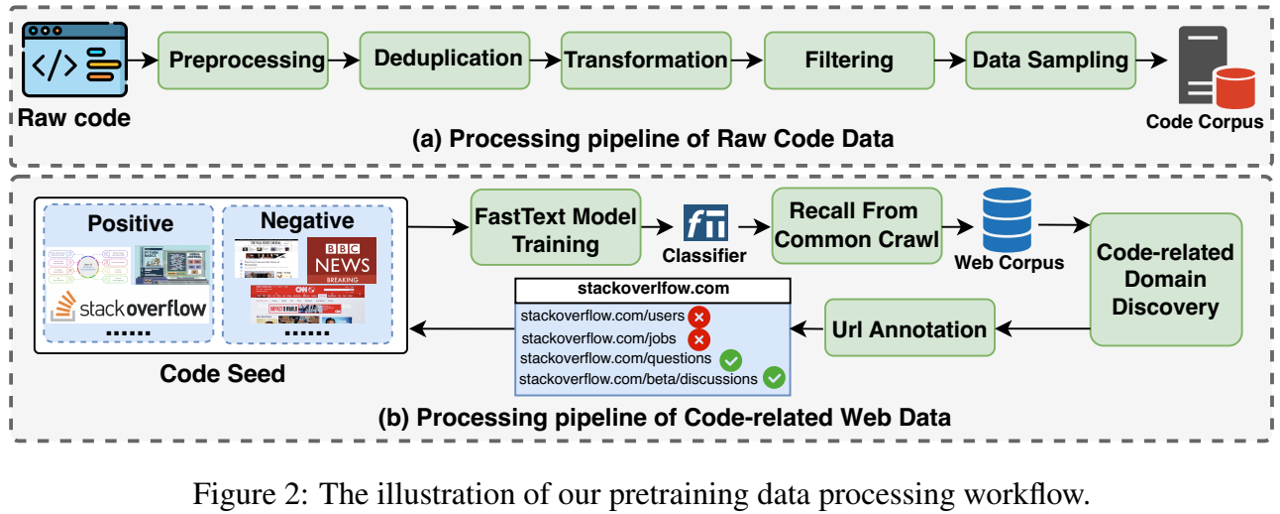 Preprocessing
Deduplication
Transformation
Filtering
Data Sampling
Raw code
Code Corpus
(a) Processing pipeline of Raw Code Data
Positive
Negative
BBC
NEWS
BREAKING
CNN
stackoverflow
......
......
Code Seed
FastText Model
Training
Classifier
Recall From
Common Crawl
Web Corpus
Code-related
Domain
Discovery
Url Annotation
stackoverlfow.com
stackoverflow.com/users
stackoverflow.com/jobs
stackoverflow.com/questions
stackoverflow.com/beta/discussions
(b) Processing pipeline of Code-related Web Data
Figure 2: The illustration of our pretraining data processing workflow.